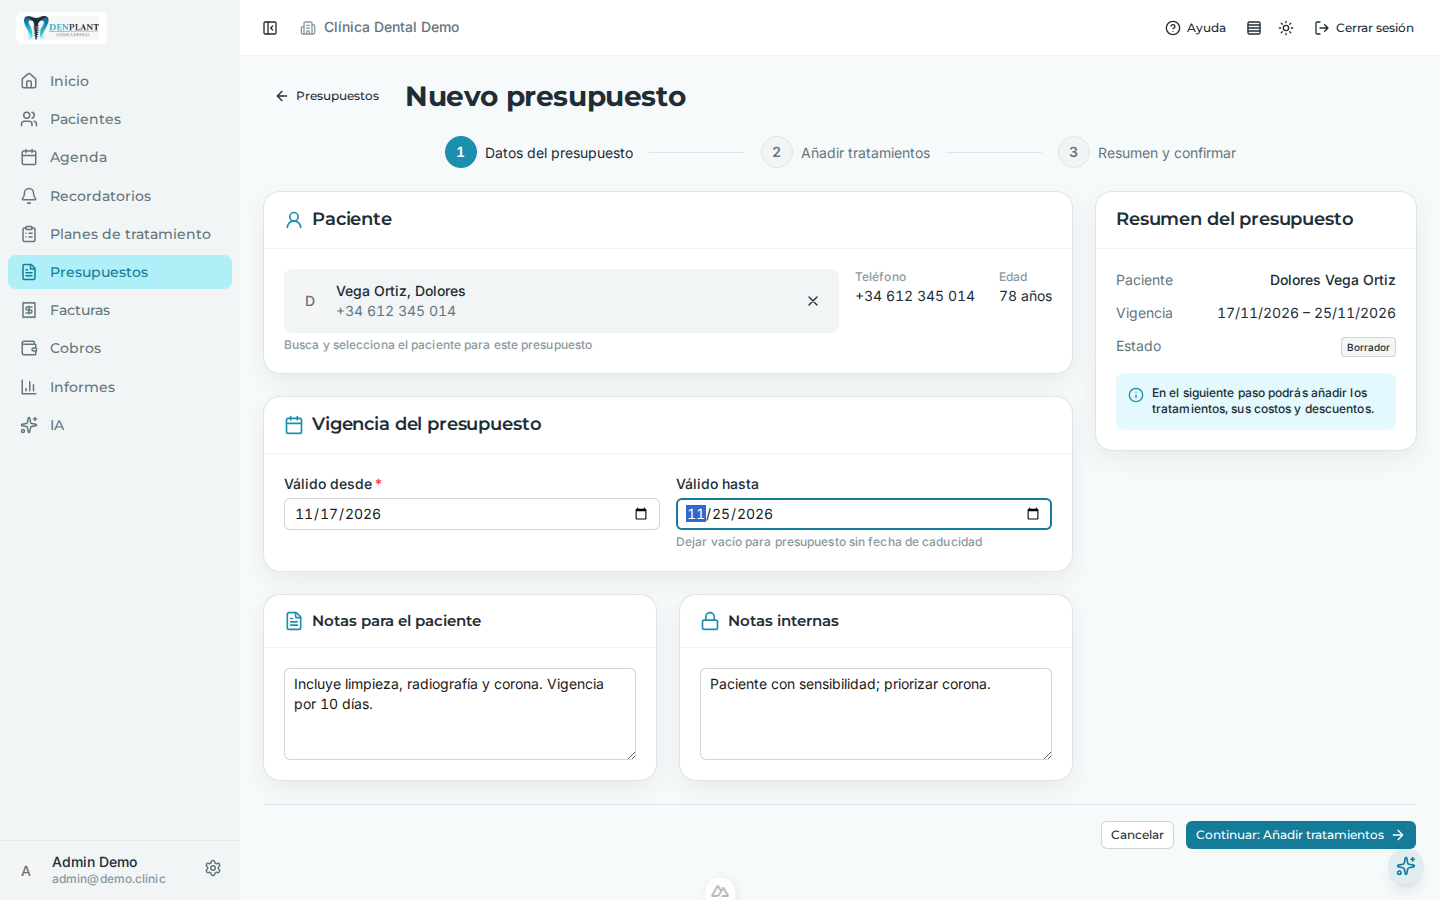 DENPLANT
CLÍNICA DENTAL
Inicio
Pacientes
Agenda
Recordatorios
Planes de tratamiento
Presupuestos
Facturas
Cobros
Informes
IA
Admin Demo
A
admin@demo.clinic
Clínica Dental Demo
Ayuda
Cerrar sesión
Presupuestos
Nuevo presupuesto
1 Datos del presupuesto
2 Añadir tratamientos
3 Resumen y confirmar
Paciente
D
Vega Ortiz, Dolores
+34 612 345 014
Teléfono
+34 612 345 014
Edad
78 años
Busca y selecciona el paciente para este presupuesto
Vigencia del presupuesto
Válido desde *
11/17/2026
Válido hasta
11/25/2026
Dejar vacío para presupuesto sin fecha de caducidad
Notas para el paciente
Incluye limpieza, radiografía y corona. Vigencia
por 10 días.
Notas internas
Paciente con sensibilidad; priorizar corona.
Resumen del presupuesto
Paciente Dolores Vega Ortiz
Vigencia 17/11/2026 – 25/11/2026
Estado Borrador
En el siguiente paso podrás añadir los
tratamientos, sus costos y descuentos.
Cancelar
Continuar: Añadir tratamientos